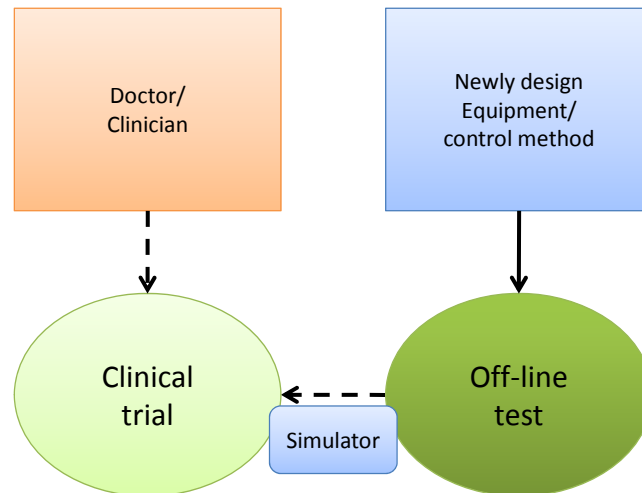 Doctor/
Clinician
Newly design
Equipment/
control method
Clinical
trial
Off-line
test
Simulator